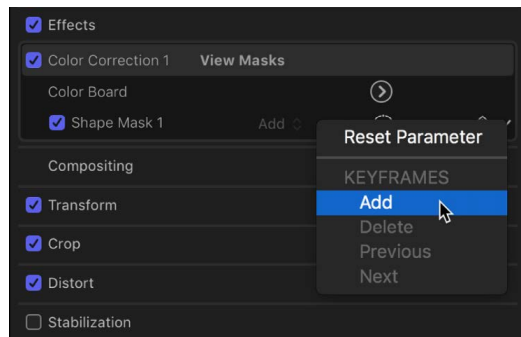 Effects
Color Correction 1 View Masks
Color Board
Shape Mask 1 Add
Reset Parameter
Compositing
KEYFRAMES
Transform
Add
Delete
Crop
Previous
Next
Distort
Stabilization